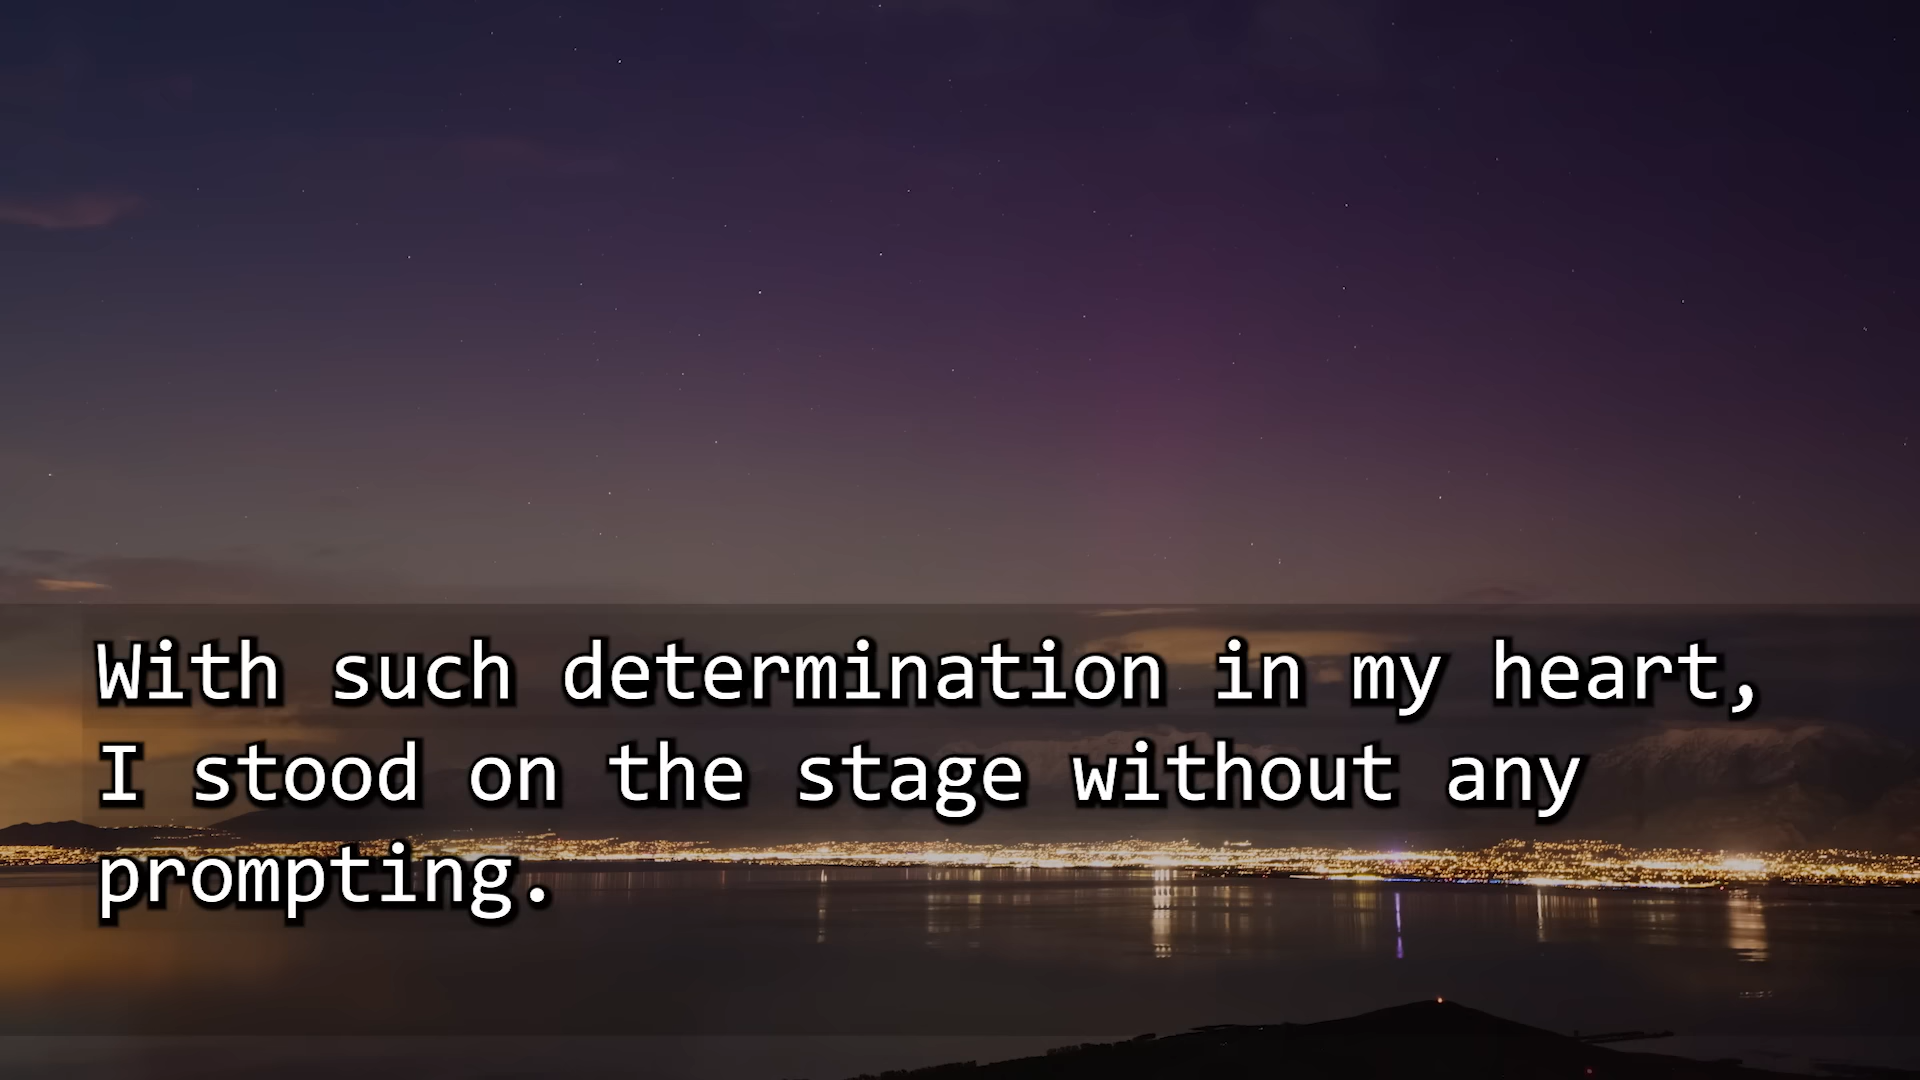 With such determination in my heart,
I stood on the stage without any
prompting.